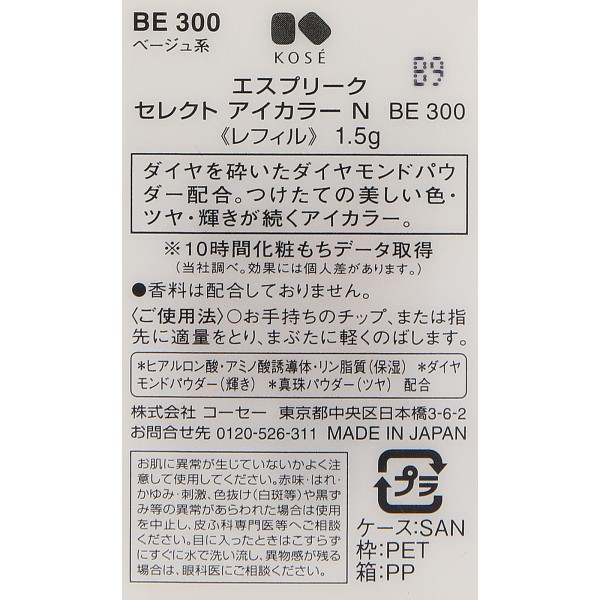 BE 300
ベージュ系
KOSÉ
B9
エスプリーク
セレクト アイカラー N BE 300
《レフィル》 1.5g
ダイヤを砕いたダイヤモンドパウ
ダー配合。つけたての美しい色・
ツヤ・輝きが続くアイカラー。
※10時間化粧もちデータ取得
(当社調べ。効果には個人差があります。)
●香料は配合しておりません。
〈ご使用法〉○お手持ちのチップ、または指
先に適量をとり、まぶたに軽くのばします。
*ヒアルロン酸・アミノ酸誘導体・リン脂質(保湿) *ダイヤ
モンドパウダー(輝き) *真珠パウダー(ツヤ) 配合
株式会社 コーセー 東京都中央区日本橋3-6-2
お問合せ先 0120-526-311 MADE IN JAPAN
お肌に異常が生じていないかよく注
意して使用してください。赤味・はれ・
かゆみ・刺激、色抜け(白斑等)や黒ず
み等の異常があらわれた場合は使用
を中止し、皮ふ科専門医等へご相談
ください。目に入ったときはこすらず
にすぐに水で洗い流し、異物感が残る
場合は、眼科医にご相談ください。
プラ
ケース:SAN
枠:PET
箱:PP